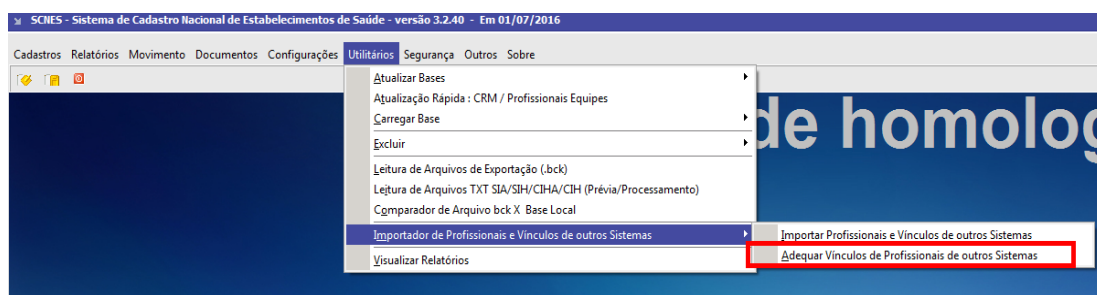 SCNES - Sistema de Cadastro Nacional de Estabelecimentos de Saúde - versão 3.2.40 - Em 01/07/2016
Cadastros Relatórios Movimento Documentos Configurações Utilitários Segurança Outros Sobre
Atualizar Bases
Atualização Rápida : CRM / Profissionais Equipes
Carregar Base
Excluir
Leitura de Arquivos de Exportação (.bck)
Leitura de Arquivos TXT SIA/SIH/CIHA/CIH (Prévia/Processamento)
Comparador de Arquivo bck X Base Local
Importador de Profissionais e Vínculos de outros Sistemas
Visualizar Relatórios
Importar Profissionais e Vínculos de outros Sistemas
Adequar Vínculos de Profissionais de outros Sistemas
de homolog